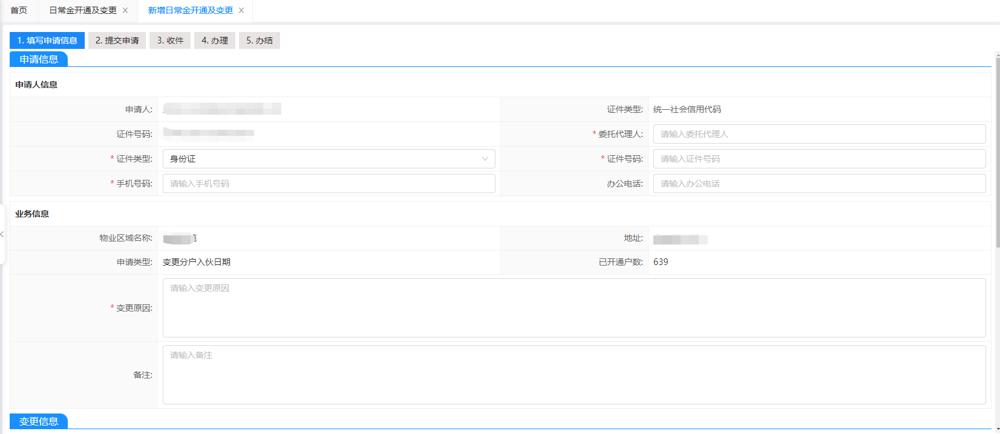 首页 日常金开通及变更 × 新增日常金开通及变更 ×
1. 填写申请信息 2. 提交申请 3. 收件 4. 办理 5. 办结
申请信息
申请人信息
申请人: 证件类型: 统一社会信用代码
证件号码: * 委托代理人: 请输入委托代理人
* 证件类型: 身份证 * 证件号码: 请输入证件号码
* 手机号码: 请输入手机号码 办公电话: 请输入办公电话
业务信息
物业区域名称: 地址:
申请类型: 变更分户入伙日期 已开通户数: 639
* 变更原因: 请输入变更原因
备注: 请输入备注
变更信息